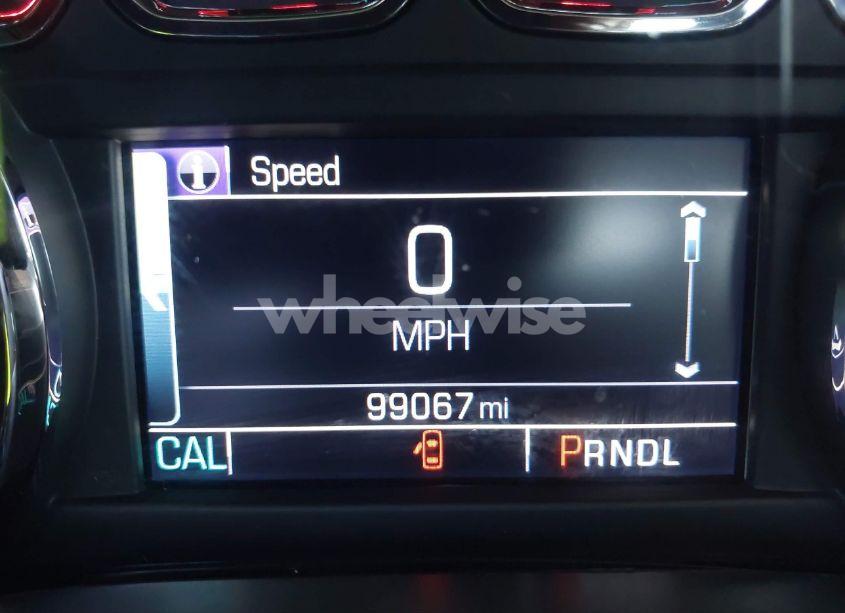 Speed
0
wheelwise
MPH
99067 mi
CAL
PRNDL